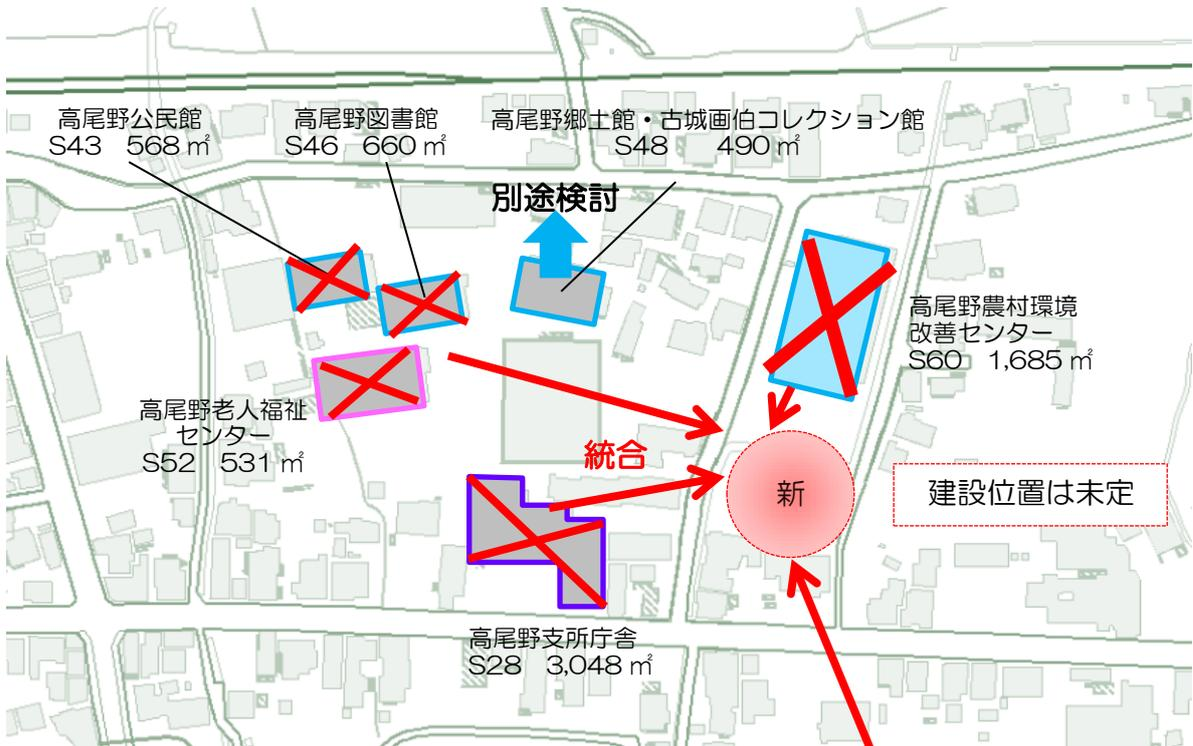 高尾野公民館
S43 568㎡
高尾野図書館
S46 660㎡
高尾野郷土館・古城画伯コレクション館
S48 490㎡
別途検討
高尾野農村環境
改善センター
S60 1,685㎡
高尾野老人福祉
センター
S52 531㎡
統合
新
建設位置は未定
高尾野支所庁舎
S28 3,048㎡